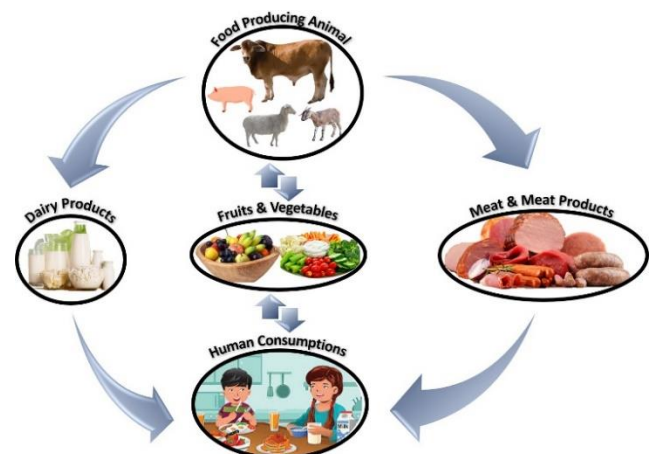 Food Producing Animal
Dairy Products
Fruits & Vegetables
Meat & Meat Products
Human Consumptions